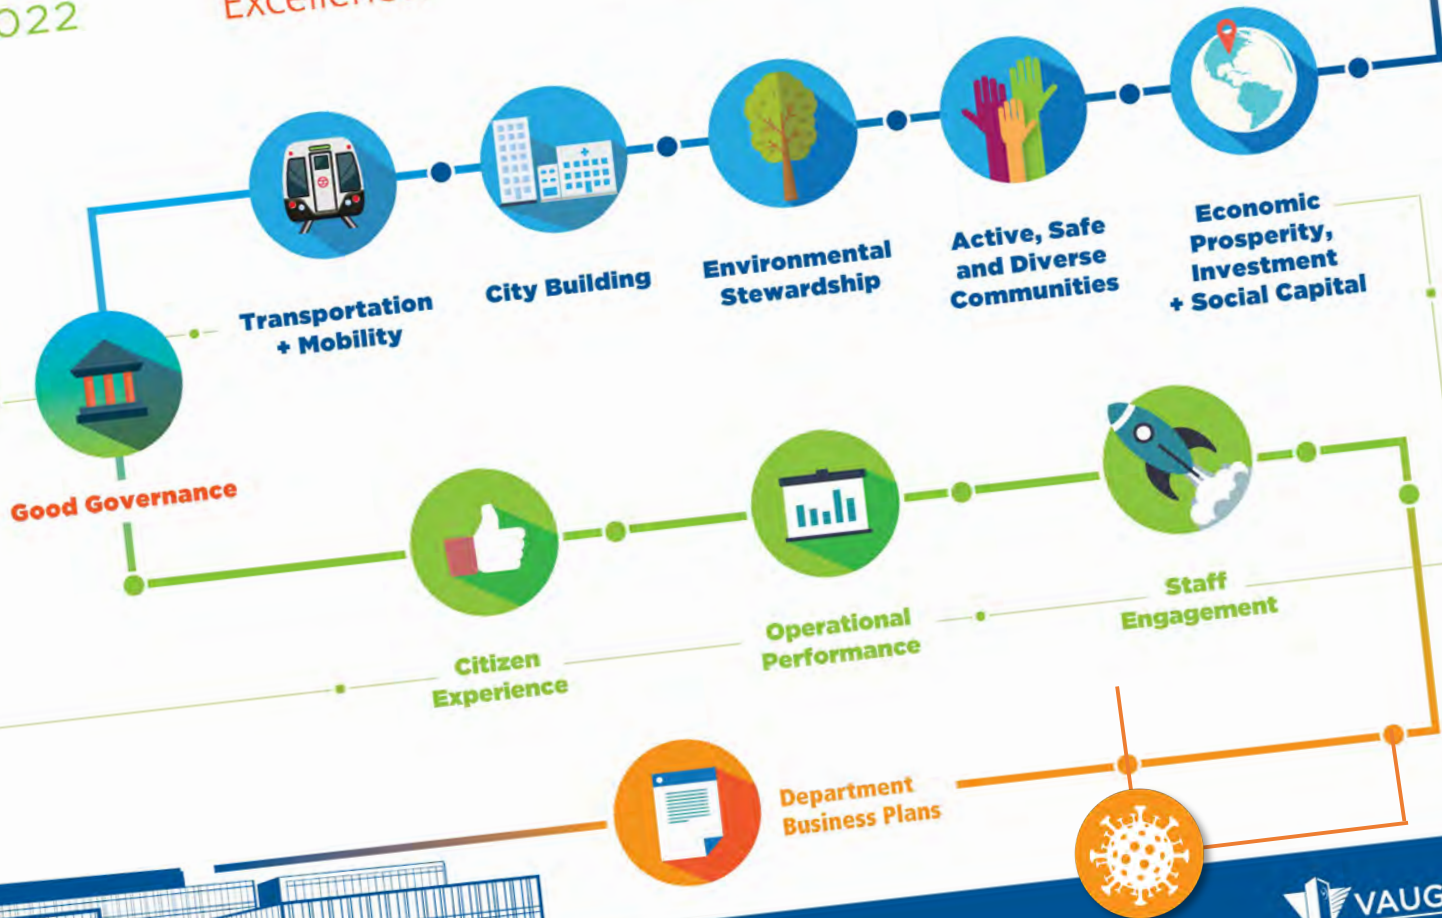 022
Transportation
+ Mobility
City Building
Environmental
Stewardship
Active, Safe
and Diverse
Communities
Economic
Prosperity,
Investment
+ Social Capital
Good Governance
Citizen
Experience
Operational
Performance
Staff
Engagement
Department
Business Plans
VAUG